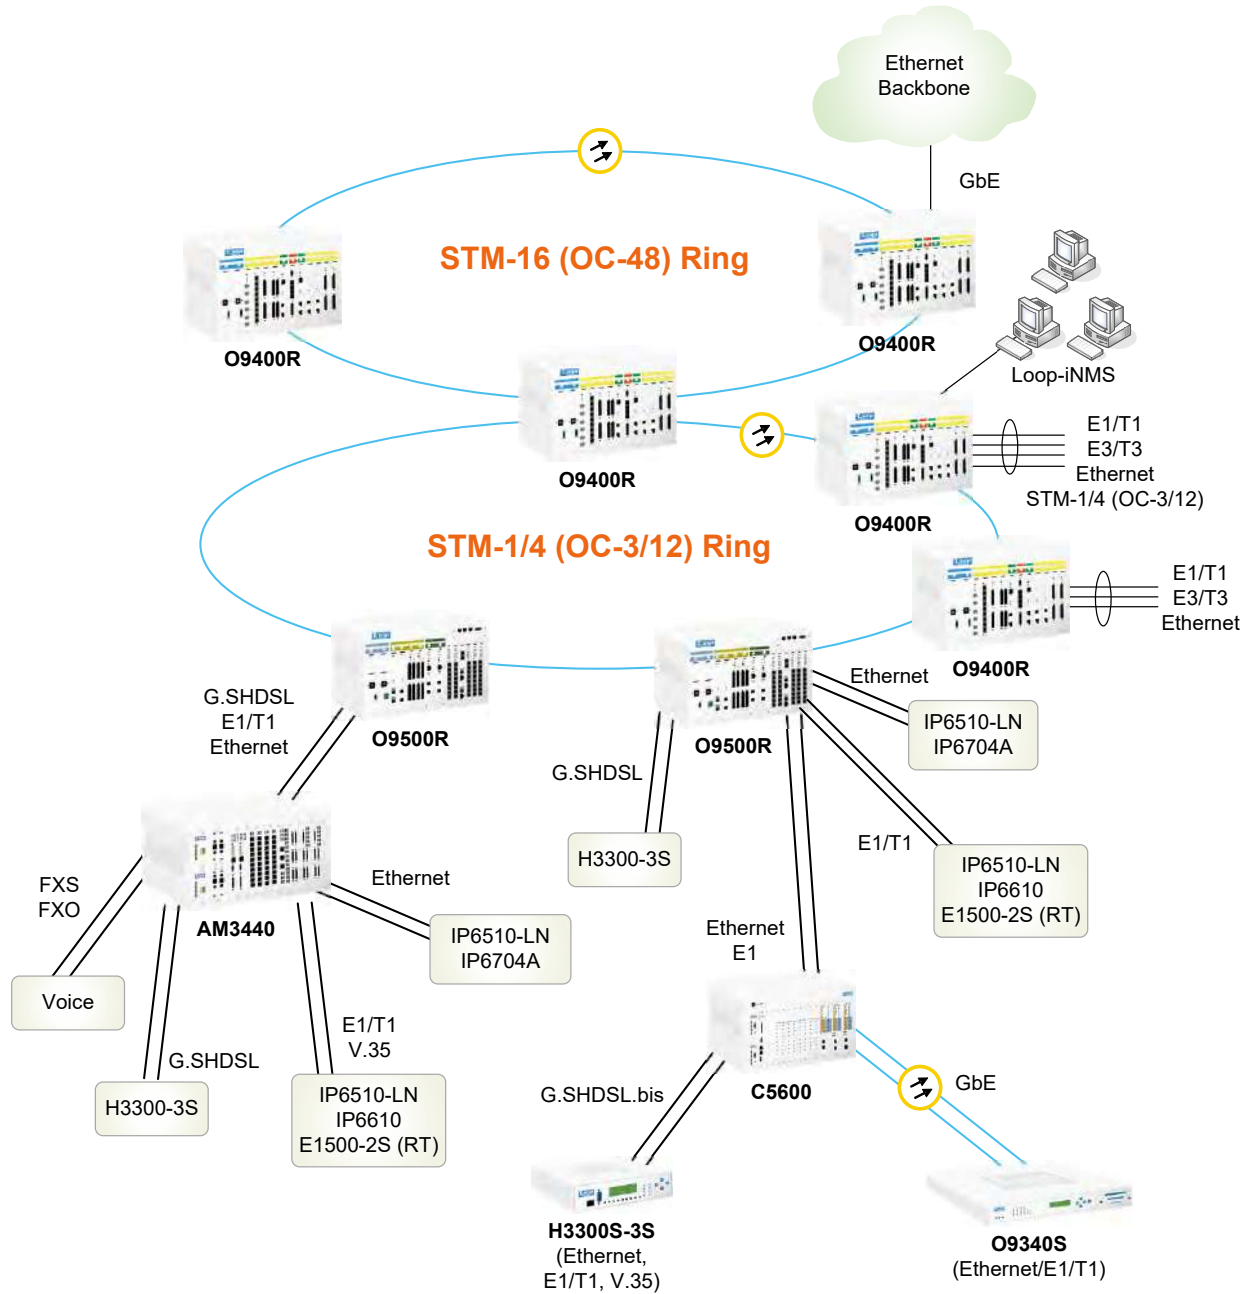 Ethernet
Backbone
GbE
STM-16 (OC-48) Ring
O9400R
O9400R
O9400R
Loop-iNMS
E1/T1
E3/T3
Ethernet
STM-1/4 (OC-3/12)
O9400R
STM-1/4 (OC-3/12) Ring
E1/T1
E3/T3
Ethernet
O9400R
G.SHDSL
E1/T1
Ethernet
O9500R
O9500R
Ethernet
IP6510-LN
IP6704A
G.SHDSL
H3300-3S
E1/T1
IP6510-LN
IP6610
E1500-2S (RT)
FXS
FXO
AM3440
Ethernet
IP6510-LN
IP6704A
Voice
G.SHDSL
H3300-3S
E1/T1
V.35
IP6510-LN
IP6610
E1500-2S (RT)
Ethernet
E1
C5600
G.SHDSL.bis
GbE
H3300S-3S
(Ethernet,
E1/T1, V.35)
O9340S
(Ethernet/E1/T1)